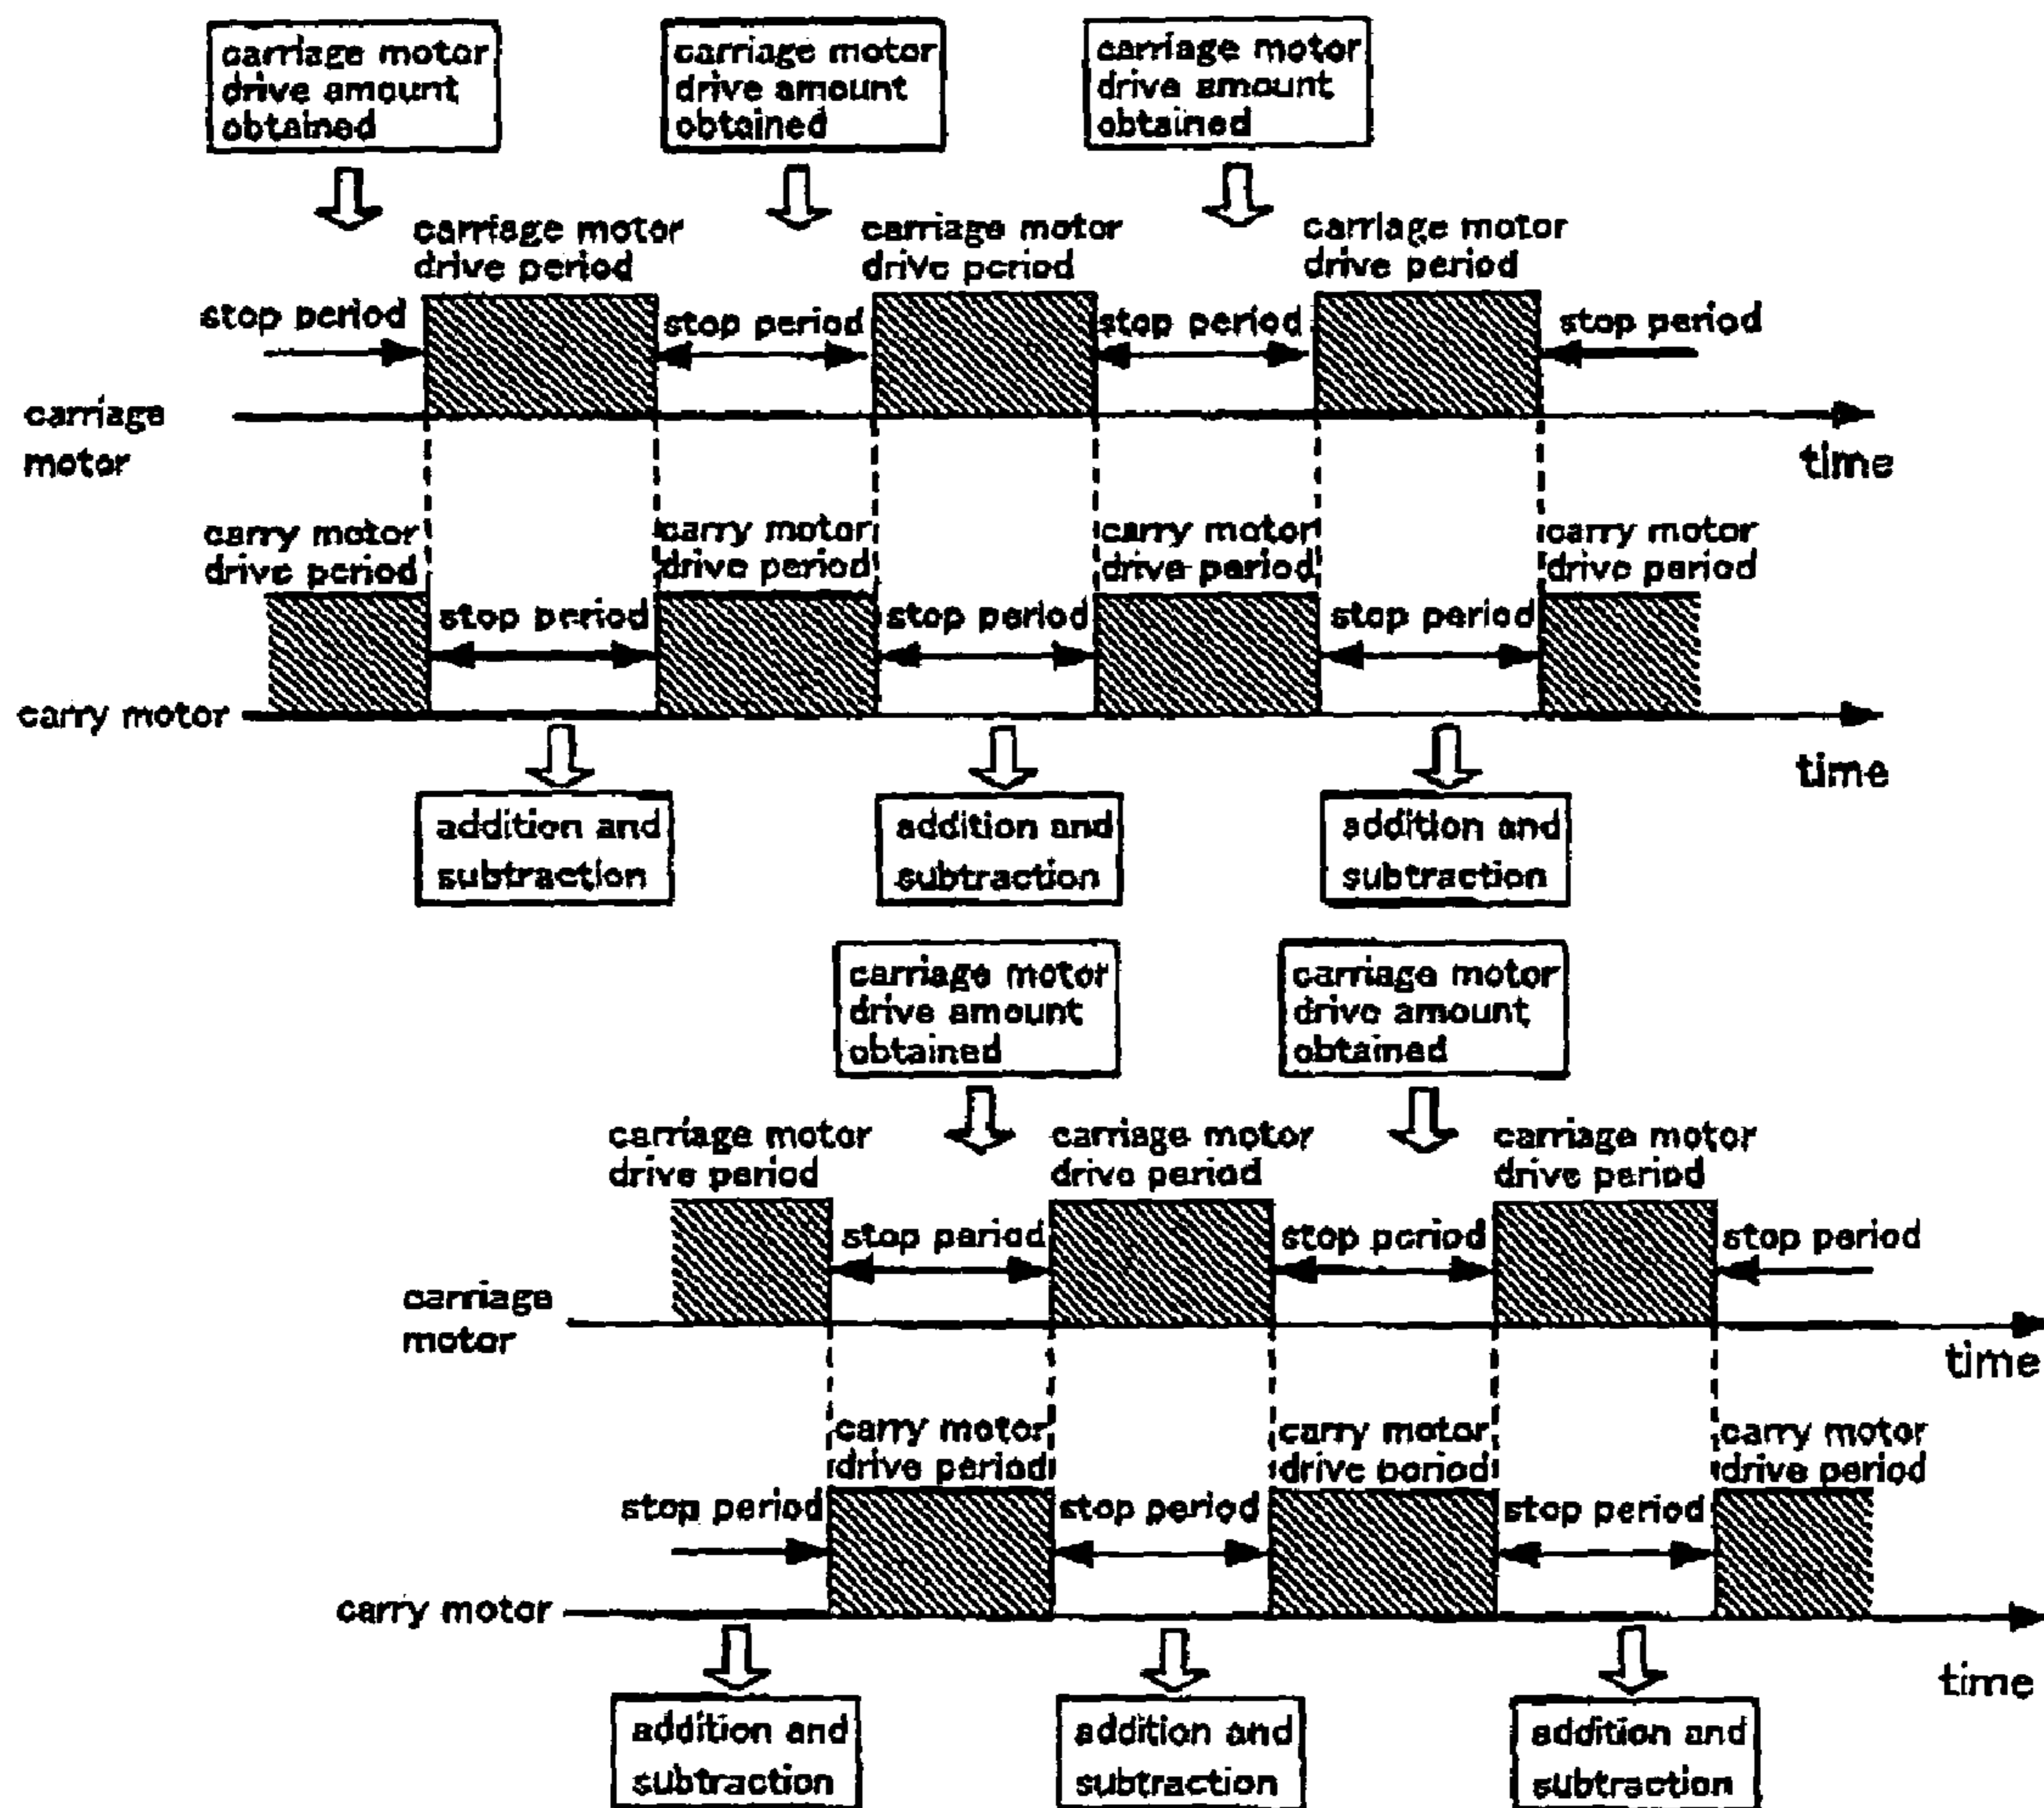 carriage motor
drive amount
obtained
carriage motor
drive amount
obtained
carriage motor
drive amount
obtained
carriage motor
drive period
carriage motor
drive period
carriage motor
drive period
stop period
stop period
stop period
stop period
carriage
motor
time
carry motor
drive period
carry motor
drive period
carry motor
drive period
carry motor
drive period
stop period
stop period
stop period
carry motor
time
addition and
subtraction
addition and
subtraction
addition and
subtraction
carriage motor
drive amount
obtained
carriage motor
drive amount
obtained
carriage motor
drive period
carriage motor
drive period
carriage motor
drive period
stop period
stop period
stop period
carriage
motor
time
carry motor
drive period
carry motor
drive period
carry motor
drive period
stop period
stop period
stop period
carry motor
time
addition and
subtraction
addition and
subtraction
addition and
subtraction